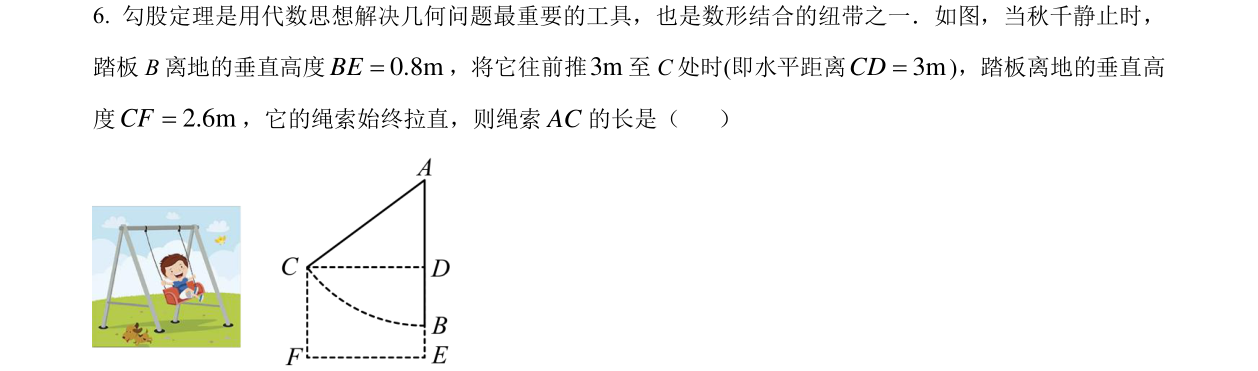 6. 勾股定理是用代数思想解决几何问题最重要的工具，也是数形结合的纽带之一．如图，当秋千静止时，
踏板 B 离地的垂直高度 BE = 0.8m，将它往前推 3m 至 C 处时(即水平距离 CD = 3m)，踏板离地的垂直高
度 CF = 2.6m，它的绳索始终拉直，则绳索 AC 的长是（　　）
A
C
D
B
F
E